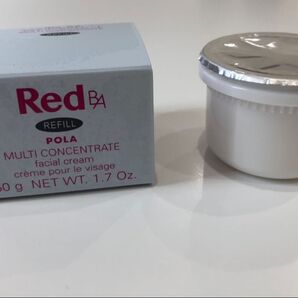 Red BA
REFILL
POLA
MULTI CONCENTRATE
facial cream
crème pour le visage
50 g NET WT. 1.7 Oz.